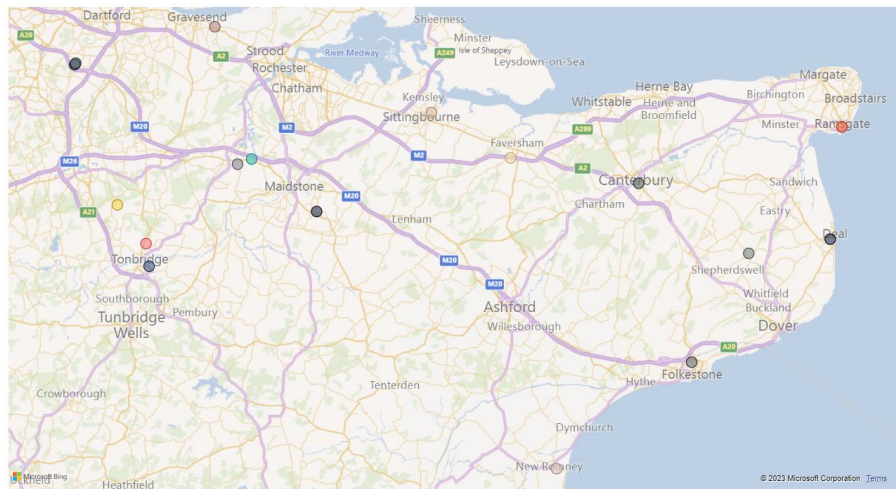 Dartford
Gravesend
Sheerness
A20
A2
Strood
River Medway
A249
Minster
Isle of Sheppey
Leysdown-on-Sea
Rochester
Chatham
Kemsley
Sittingbourne
Whitstable
Herne Bay
Herne and
Broomfield
Birchington
Margate
Broadstairs
M20
M2
Faversham
A299
Minster
Ramsgate
M26
M2
A2
Maidstone
M20
Canterbury
Sandwich
A21
Lenham
Chartham
Eastry
Deal
Tonbridge
M20
Shepherdswell
Southborough
M20
Whitfield
Pembury
Ashford
Buckland
Tunbridge
Wells
Willesborough
Dover
A20
Folkestone
Crowborough
Tenterden
Hythe
Dymchurch
New Romney
Microsoft Bing
uckfield
Heathfield
© 2023 Microsoft Corporation Terms